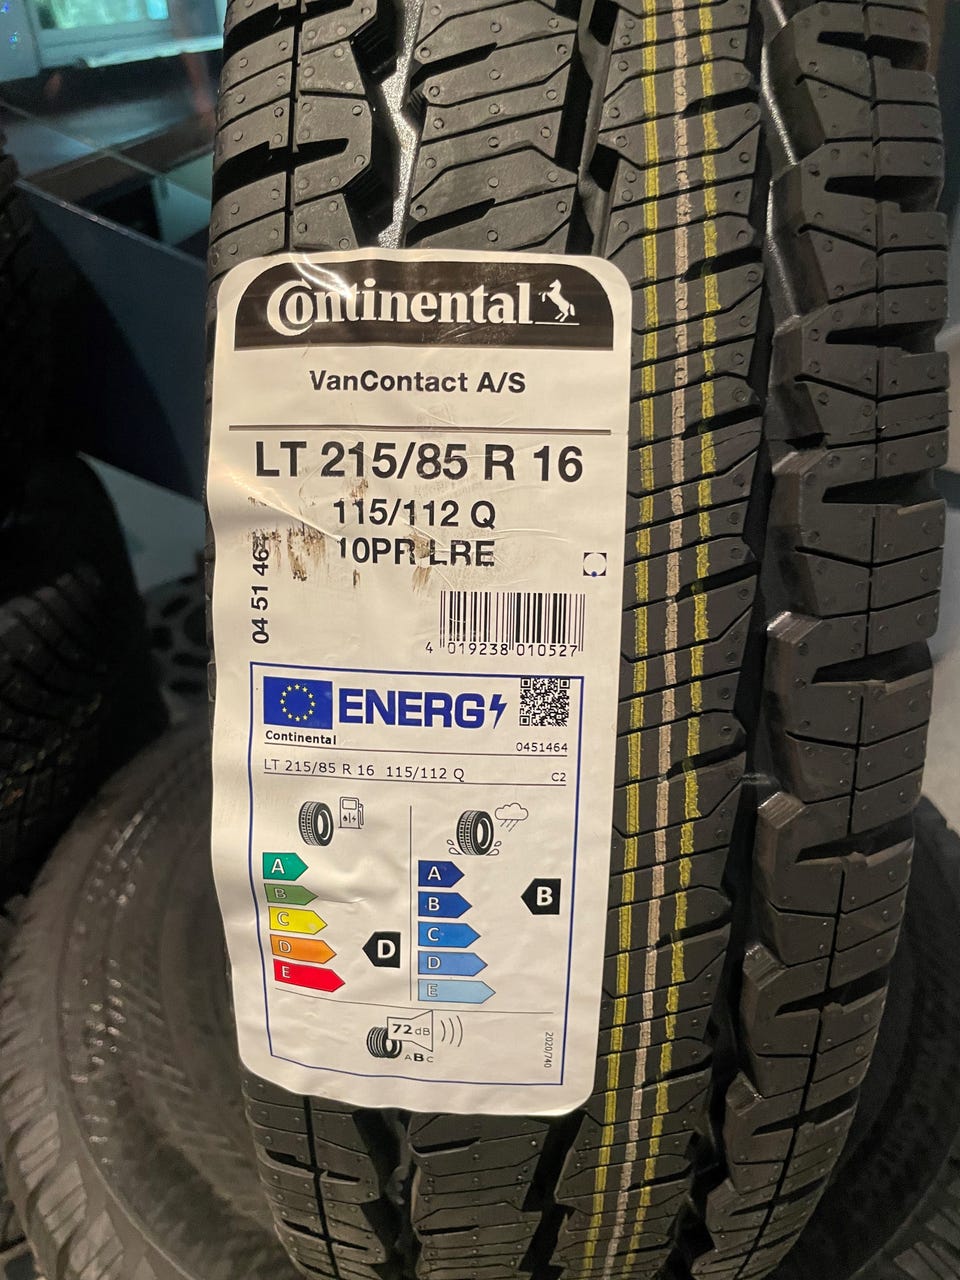 Continental
VanContact A/S
LT 215/85 R 16
115/112 Q
10PR LRE
04 51 464
4 019238 010527
ENERG
Continental
0451464
LT 215/85 R 16 115/112 Q
C2
A
B
C
D
E
D
A
B
C
D
E
B
72 dB
ABC
2020/740